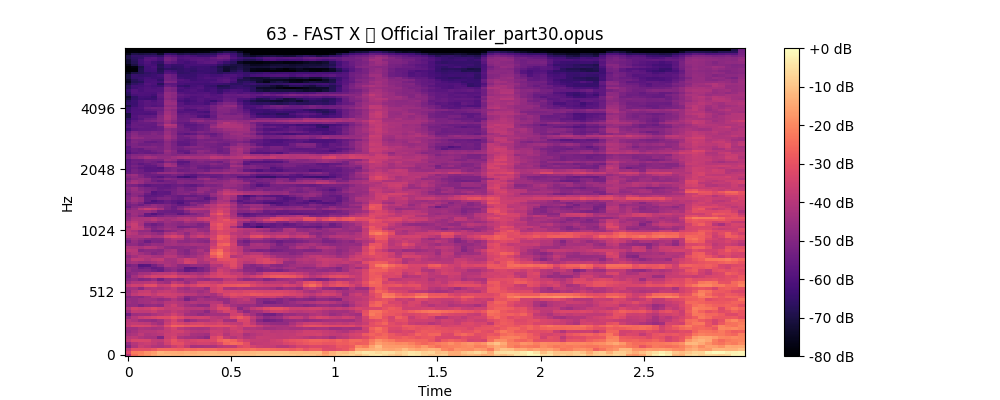 63 - FAST X ▯ Official Trailer_part30.opus
+0 dB
-10 dB
-20 dB
-30 dB
-40 dB
-50 dB
-60 dB
-70 dB
-80 dB
Hz
4096
2048
1024
512
0
0 0.5 1 1.5 2 2.5
Time